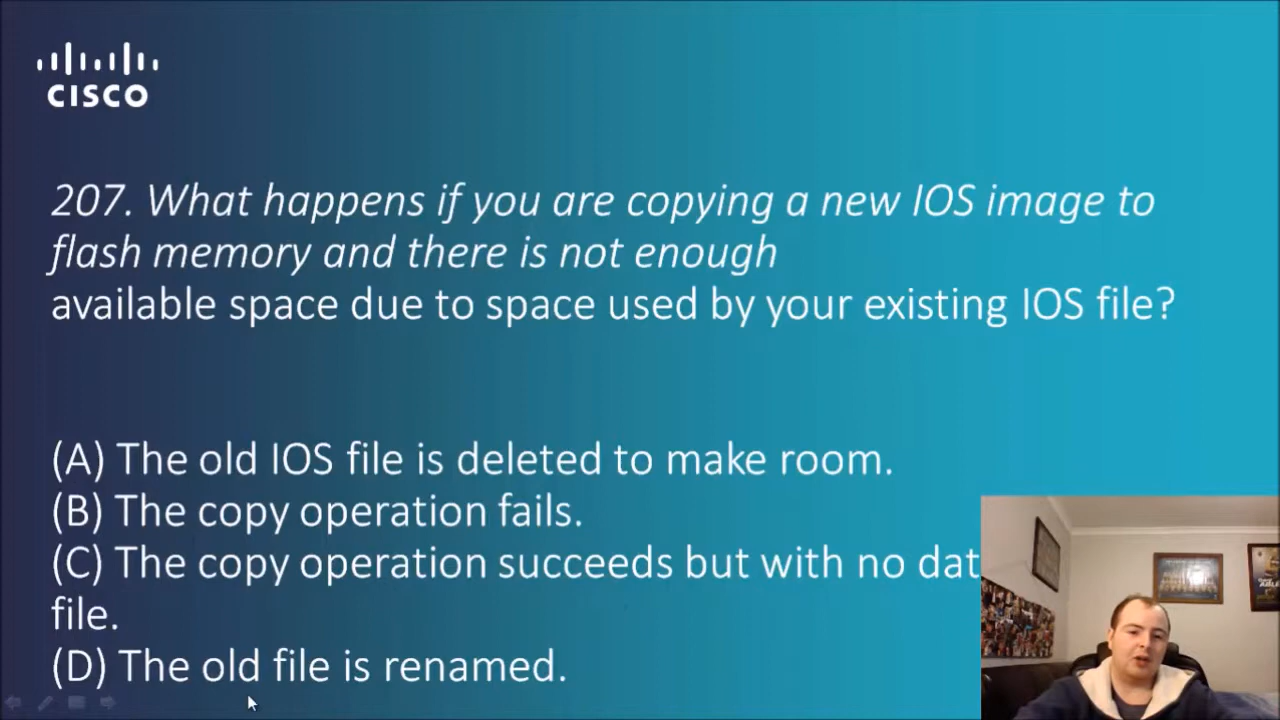 CISCO
207. What happens if you are copying a new IOS image to
flash memory and there is not enough
available space due to space used by your existing IOS file?
(A) The old IOS file is deleted to make room.
(B) The copy operation fails.
(C) The copy operation succeeds but with no
file.
(D) The old file is renamed.